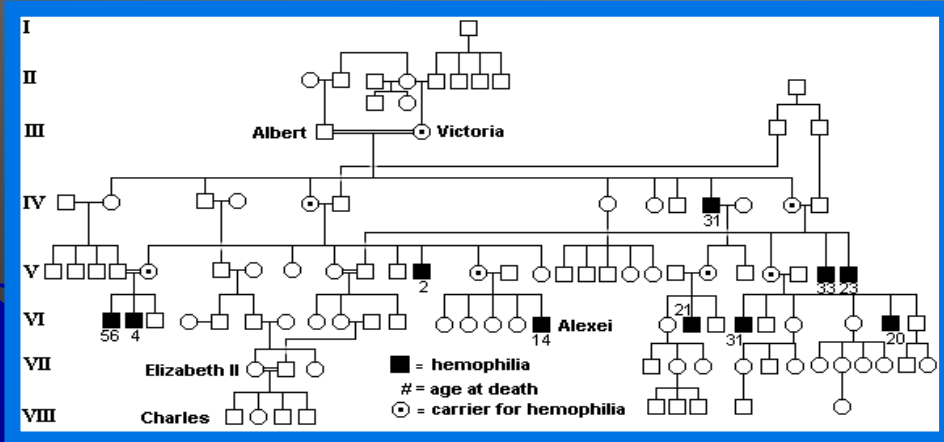 I
II
III
Albert
Victoria
IV
31
V
2
33 23
VI
56 4
14 Alexei
21
31
20
VII
Elizabeth II
= hemophilia
# = age at death
= carrier for hemophilia
VIII
Charles